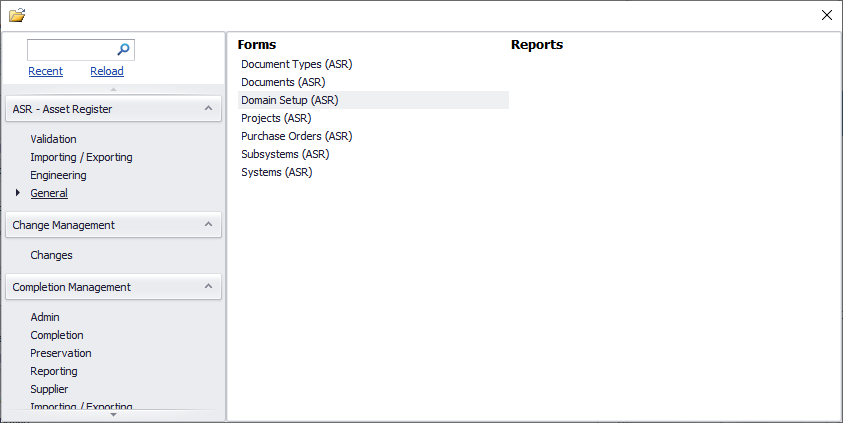 Recent
Reload
ASR - Asset Register
Validation
Importing / Exporting
Engineering
General
Change Management
Changes
Completion Management
Admin
Completion
Preservation
Reporting
Supplier
Importing / Exporting
Forms
Document Types (ASR)
Documents (ASR)
Domain Setup (ASR)
Projects (ASR)
Purchase Orders (ASR)
Subsystems (ASR)
Systems (ASR)
Reports